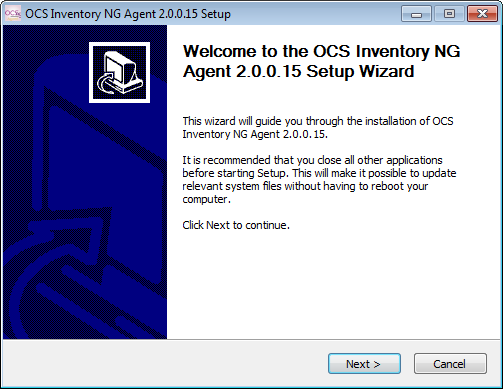 OCS Inventory NG Agent 2.0.0.15 Setup
Welcome to the OCS Inventory NG
Agent 2.0.0.15 Setup Wizard
This wizard will guide you through the installation of OCS
Inventory NG Agent 2.0.0.15.
It is recommended that you close all other applications
before starting Setup. This will make it possible to update
relevant system files without having to reboot your
computer.
Click Next to continue.
Next >
Cancel